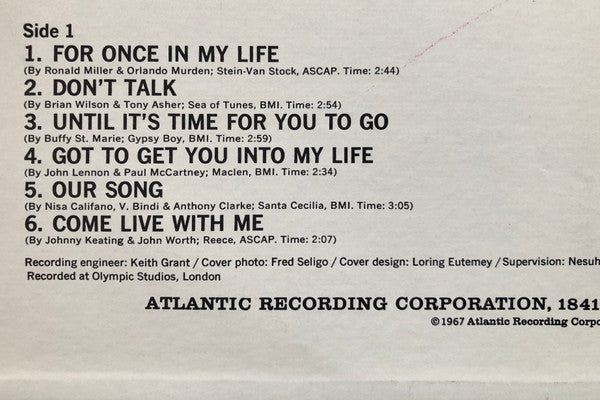 Side 1
1. FOR ONCE IN MY LIFE
(By Ronald Miller & Orlando Murden; Stein-Van Stock, ASCAP. Time: 2:44)
2. DON'T TALK
(By Brian Wilson & Tony Asher; Sea of Tunes, BMI. Time: 2:54)
3. UNTIL IT'S TIME FOR YOU TO GO
(By Buffy St. Marie; Gypsy Boy, BMI. Time: 2:59)
4. GOT TO GET YOU INTO MY LIFE
(By John Lennon & Paul McCartney; Maclen, BMI. Time: 2:34)
5. OUR SONG
(By Nisa Califano, V. Bindi & Anthony Clarke; Santa Cecilia, BMI. Time: 3:05)
6. COME LIVE WITH ME
(By Johnny Keating & John Worth; Reece, ASCAP. Time: 2:07)
Recording engineer: Keith Grant / Cover photo: Fred Seligo / Cover design: Loring Eutemey / Supervision: Nesuh
Recorded at Olympic Studios, London
ATLANTIC RECORDING CORPORATION, 1841
© 1967 Atlantic Recording Corpo